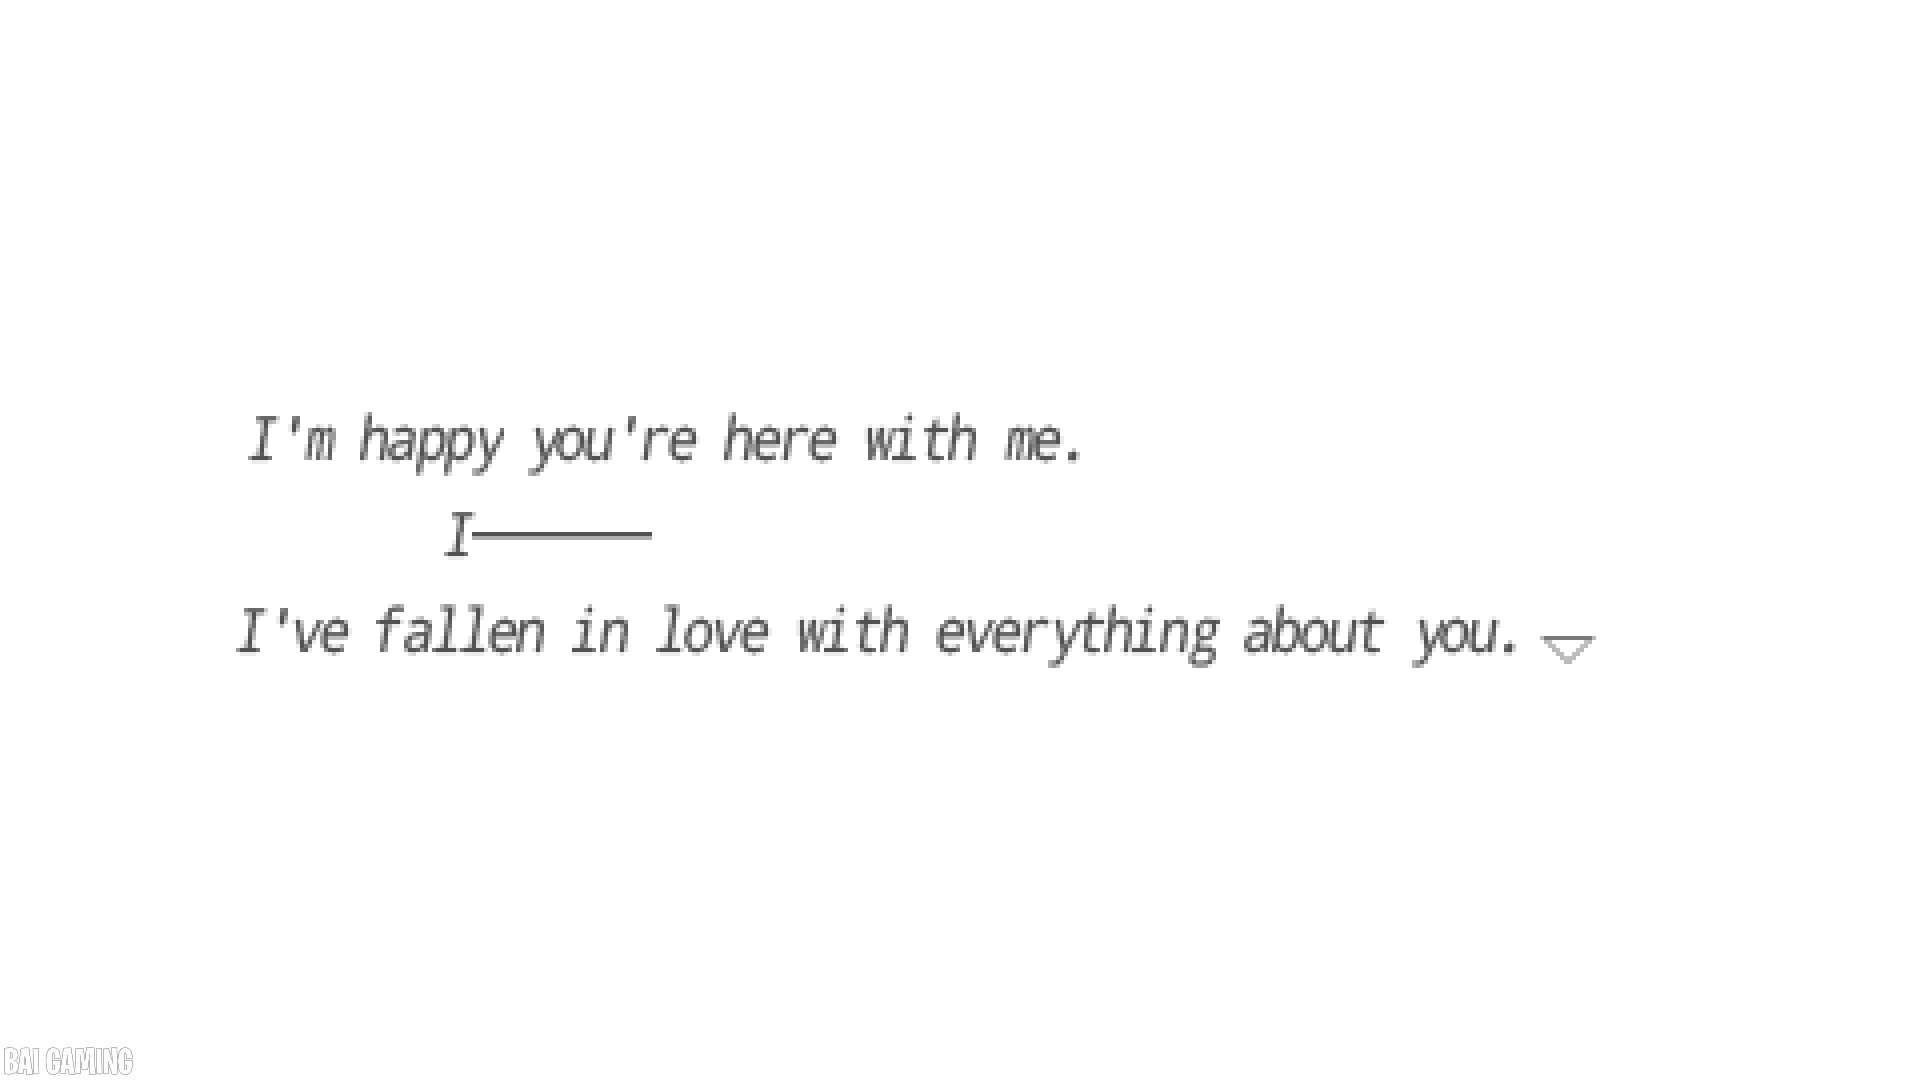 I'm happy you're here with me.
I──────
I've fallen in love with everything about you.
BAI GAMING